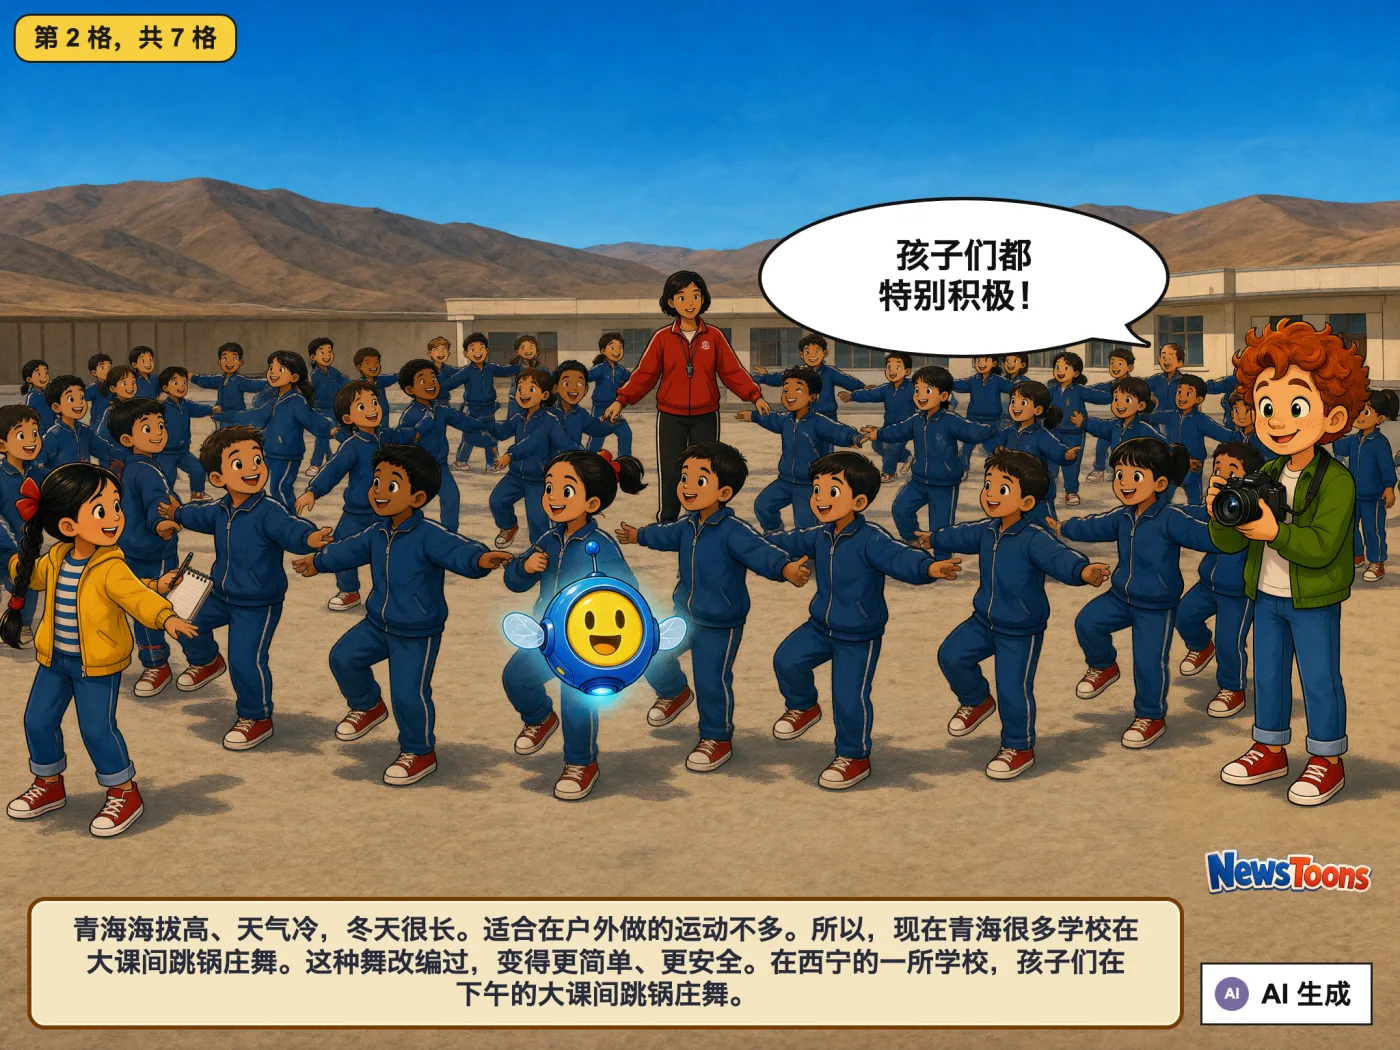 第 2 格，共 7 格
孩子们都
特别积极！
NewsToons
青海海拔高、天气冷，冬天很长。适合在户外做的运动不多。所以，现在青海很多学校在
大课间跳锅庄舞。这种舞改编过，变得更简单、更安全。在西宁的一所学校，孩子们在
下午的大课间跳锅庄舞。
AI AI 生成